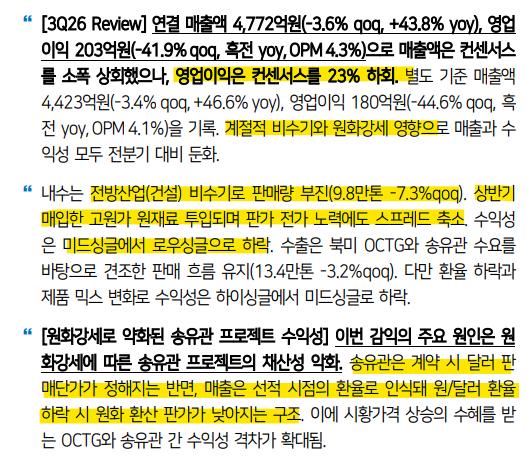 “ [3Q26 Review] 연결 매출액 4,772억원(-3.6% qoq, +43.8% yoy), 영업
이익 203억원(-41.9% qoq, 흑전 yoy, OPM 4.3%)으로 매출액은 컨센서스
를 소폭 상회했으나, 영업이익은 컨센서스를 23% 하회. 별도 기준 매출액
4,423억원(-3.4% qoq, +46.6% yoy), 영업이익 180억원(-44.6% qoq, 흑
전 yoy, OPM 4.1%)을 기록. 계절적 비수기와 원화강세 영향으로 매출과 수
익성 모두 전분기 대비 둔화.
“ 내수는 전방산업(건설) 비수기로 판매량 부진(9.8만톤 -7.3%qoq). 상반기
매입한 고원가 원재료 투입되며 판가 전가 노력에도 스프레드 축소. 수익성
은 미드싱글에서 로우싱글으로 하락. 수출은 북미 OCTG와 송유관 수요를
바탕으로 견조한 판매 흐름 유지(13.4만톤 -3.2%qoq). 다만 환율 하락과
제품 믹스 변화로 수익성은 하이싱글에서 미드싱글로 하락.
“ [원화강세로 악화된 송유관 프로젝트 수익성] 이번 감익의 주요 원인은 원
화강세에 따른 송유관 프로젝트의 채산성 악화. 송유관은 계약 시 달러 판
매단가가 정해지는 반면, 매출은 선적 시점의 환율로 인식돼 원/달러 환율
하락 시 원화 환산 판가가 낮아지는 구조. 이에 시황가격 상승의 수혜를 받
는 OCTG와 송유관 간 수익성 격차가 확대됨.